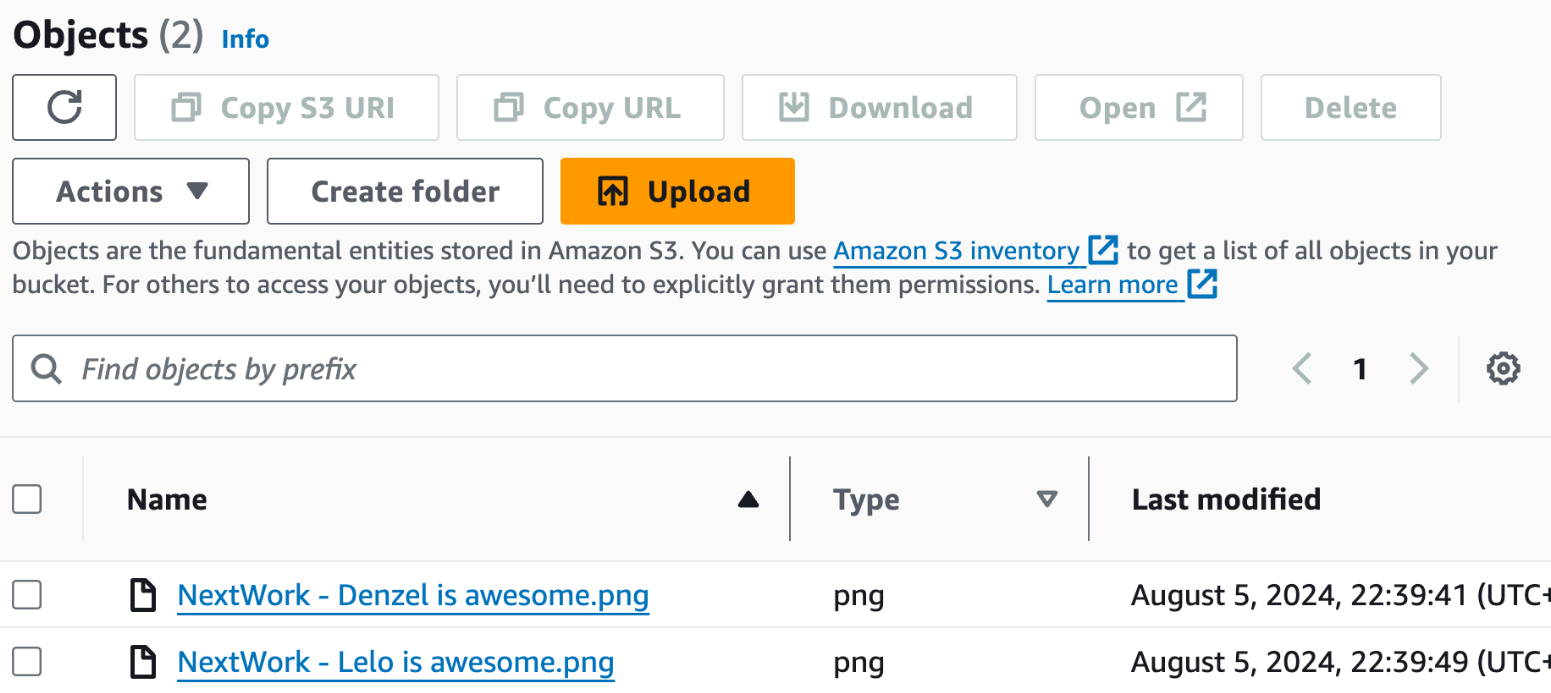 Objects (2) Info
Copy S3 URI Copy URL Download Open Delete
Actions Create folder Upload
Objects are the fundamental entities stored in Amazon S3. You can use Amazon S3 inventory to get a list of all objects in your
bucket. For others to access your objects, you’ll need to explicitly grant them permissions. Learn more
Find objects by prefix 1
Name Type Last modified
NextWork - Denzel is awesome.png png August 5, 2024, 22:39:41 (UTC+
NextWork - Lelo is awesome.png png August 5, 2024, 22:39:49 (UTC+